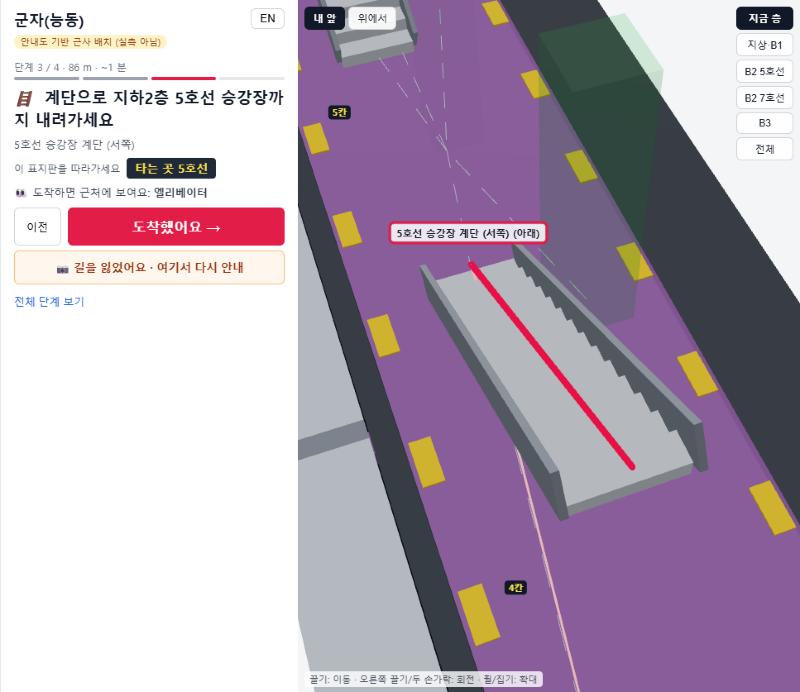 군자(능동)
EN
안내도 기반 근사 배치 (실측 아님)
단계 3 / 4 · 86 m · ~1 분
계단으로 지하2층 5호선 승강장까
지 내려가세요
5호선 승강장 계단 (서쪽)
이 표지판을 따라가세요 타는 곳 5호선
도착하면 근처에 보여요: 엘리베이터
이전
도착했어요 →
길을 잃었어요 · 여기서 다시 안내
전체 단계 보기
내 앞
위에서
지금 층
지상·B1
B2 5호선
B2 7호선
B3
전체
5칸
5호선 승강장 계단 (서쪽) (아래)
4칸
끌기: 이동 · 오른쪽 끌기/두 손가락: 회전 · 휠/집기: 확대